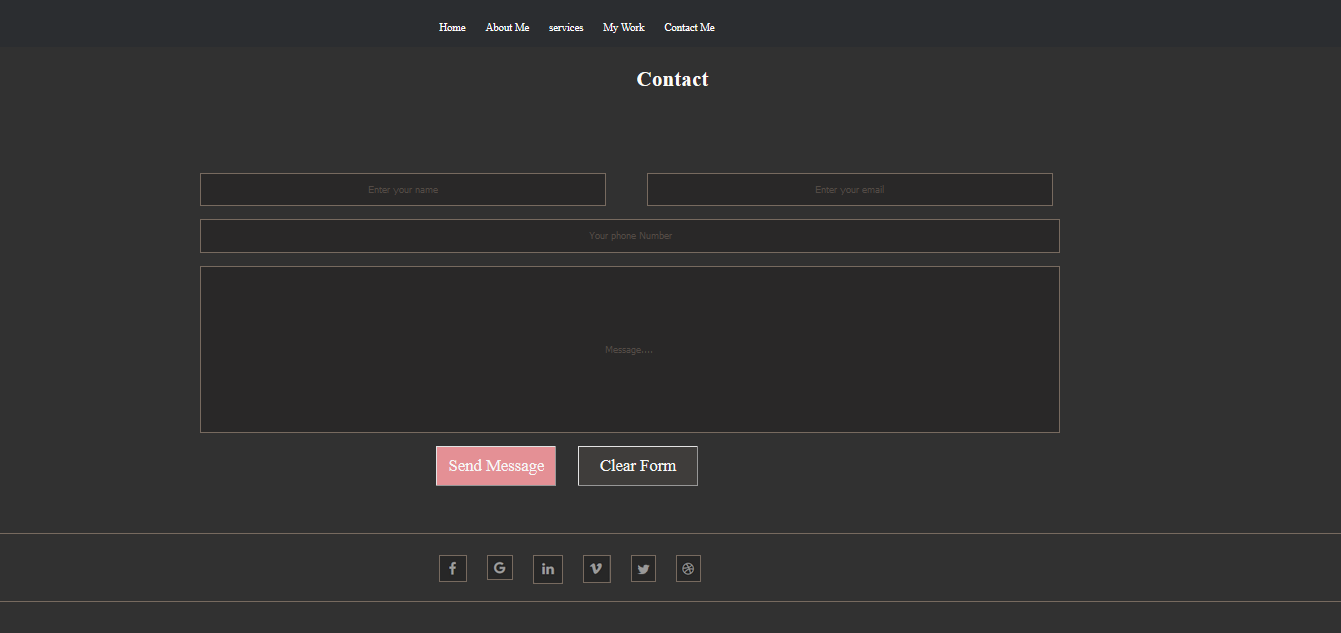 Home About Me services My Work Contact Me
Contact
Enter your name Enter your email
Your phone Number
Message....
Send Message Clear Form